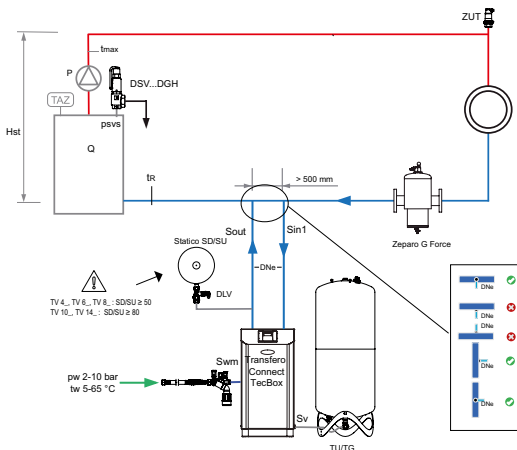 ZUT
tmax
P
DSV...DGH
TAZ
psvs
Hst
Q
tR
> 500 mm
Sout
Sin1
Zeparo G Force
Statico SD/SU
DNe
DLV
TV 4_, TV 6_, TV 8_ : SD/SU ≥ 50
TV 10_, TV 14_ : SD/SU ≥ 80
Swm
Transfero
Connect
TecBox
pw 2-10 bar
tw 5-65 °C
Sv
TU/TG
DNe
DNe
DNe
DNe
DNe